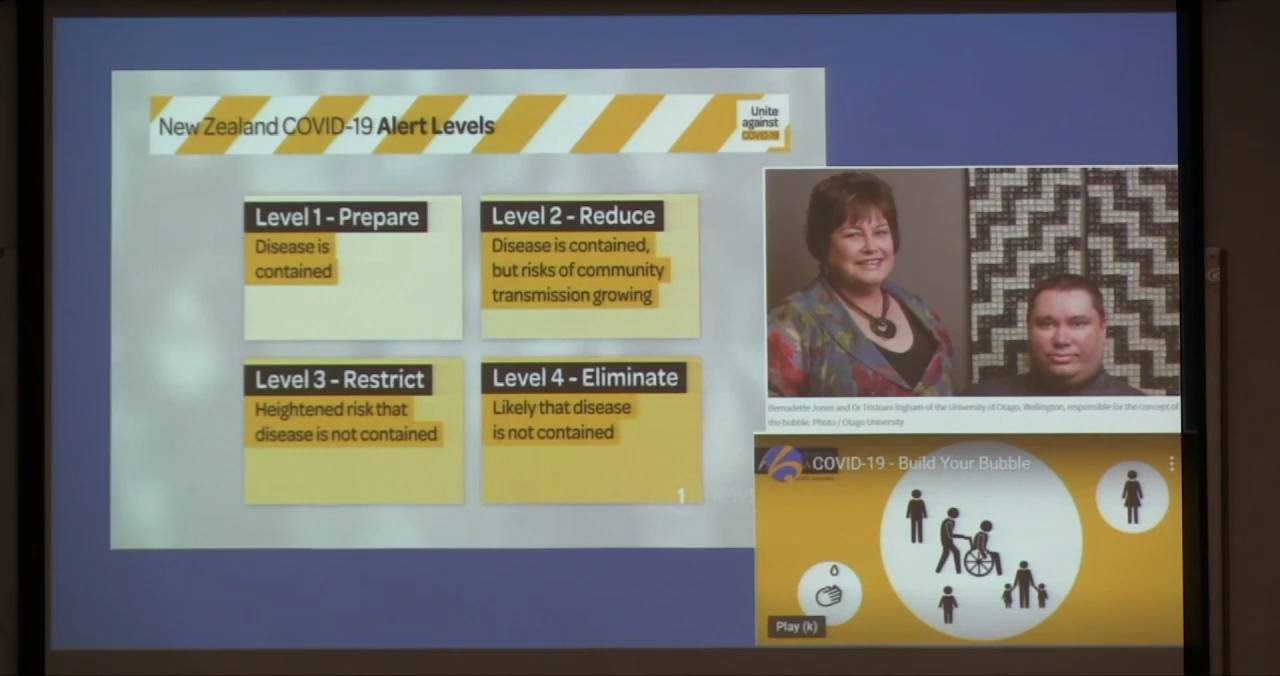 New Zealand COVID-19 Alert Levels
Unite
against
COVID-19
Level 1 - Prepare
Disease is
contained
Level 2 - Reduce
Disease is contained,
but risks of community
transmission growing
Level 3 - Restrict
Heightened risk that
disease is not contained
Level 4 - Eliminate
Likely that disease
is not contained
1
Bernadette Jones and Dr Tristram Ingham of the University of Otago, Wellington, responsible for the concept of
the bubble. Photo / Otago University
COVID-19 - Build Your Bubble
Play (k)